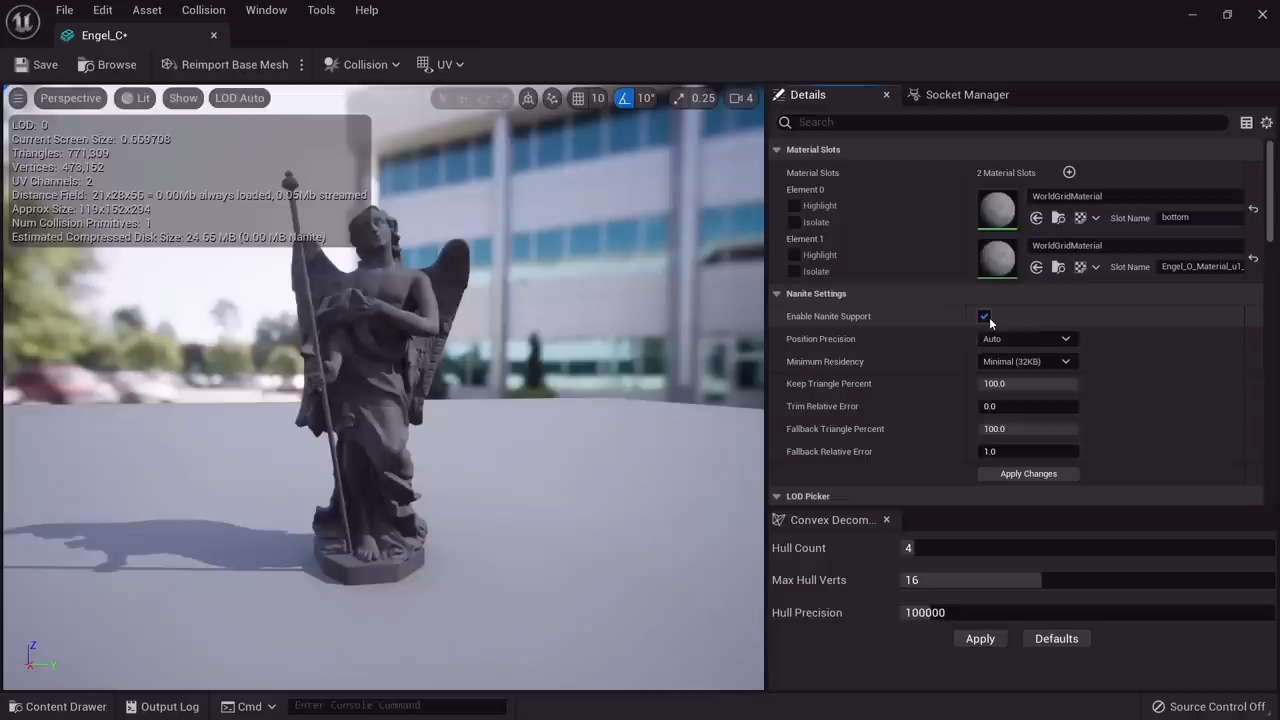 File Edit Asset Collision Window Tools Help
Engel_C*
Save Browse Reimport Base Mesh Collision UV
Perspective Lit Show LOD Auto 10 10° 0.25 4
LOD: 0
Current Screen Size: 0.559708
Triangles: 771,309
Vertices: 473,152
UV Channels: 2
Distance Field: 21x28x56 = 0.00Mb always loaded, 0.05Mb streamed
Approx Size: 119x152x294
Num Collision Primitives: 1
Estimated Compressed Disk Size: 24.55 MB (0.00 MB Nanite)
Z
X Y
Details Socket Manager
Search
Material Slots
Material Slots 2 Material Slots
Element 0 WorldGridMaterial
Highlight
Isolate Slot Name bottom
Element 1 WorldGridMaterial
Highlight
Isolate Slot Name Engel_O_Material_u1_
Nanite Settings
Enable Nanite Support
Position Precision Auto
Minimum Residency Minimal (32KB)
Keep Triangle Percent 100.0
Trim Relative Error 0.0
Fallback Triangle Percent 100.0
Fallback Relative Error 1.0
Apply Changes
LOD Picker
Convex Decom...
Hull Count 4
Max Hull Verts 16
Hull Precision 100000
Apply Defaults
Content Drawer Output Log Cmd Enter Console Command Source Control Off